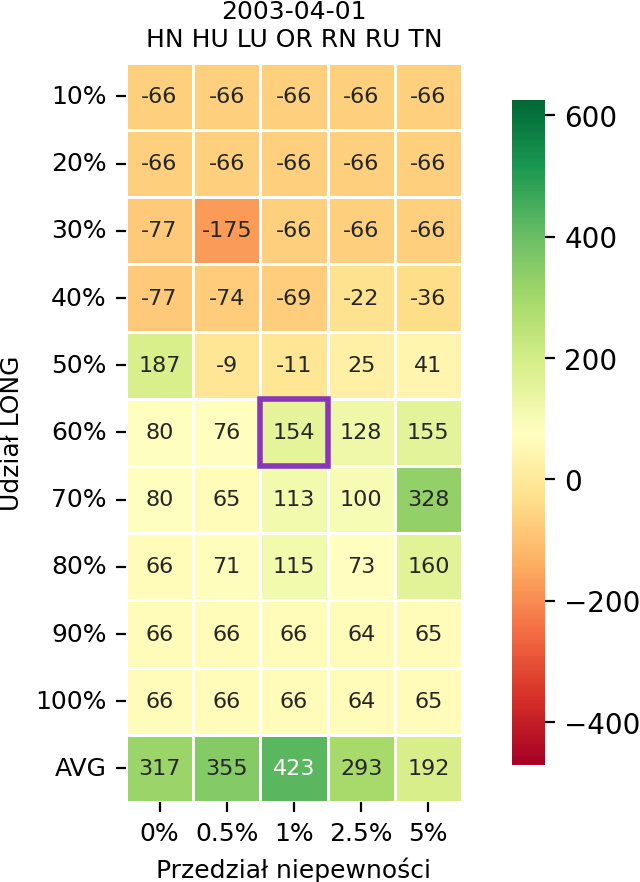 2003-04-01
HN HU LU OR RN RU TN
Udział LONG
10% -66 -66 -66 -66 -66
20% -66 -66 -66 -66 -66
30% -77 -175 -66 -66 -66
40% -77 -74 -69 -22 -36
50% 187 -9 -11 25 41
60% 80 76 154 128 155
70% 80 65 113 100 328
80% 66 71 115 73 160
90% 66 66 66 64 65
100% 66 66 66 64 65
AVG 317 355 423 293 192
0% 0.5% 1% 2.5% 5%
Przedział niepewności
600
400
200
0
−200
−400